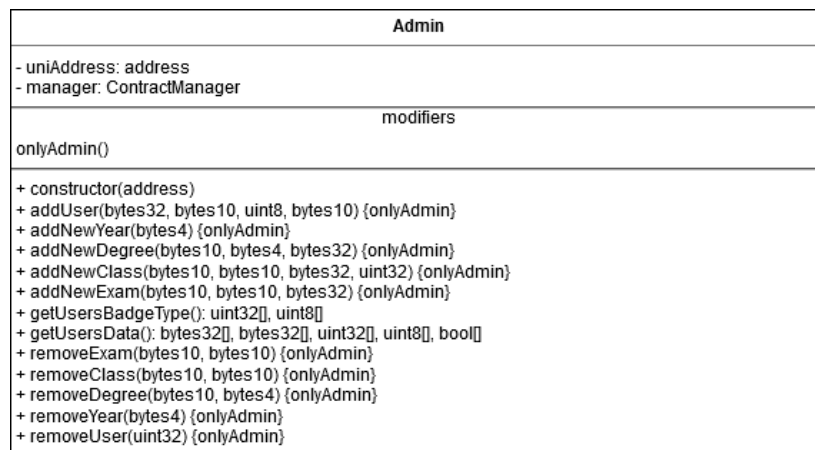 Admin
- uniAddress: address
- manager: ContractManager
modifiers
onlyAdmin()
+ constructor(address)
+ addUser(bytes32, bytes10, uint8, bytes10) {onlyAdmin}
+ addNewYear(bytes4) {onlyAdmin}
+ addNewDegree(bytes10, bytes4, bytes32) {onlyAdmin}
+ addNewClass(bytes10, bytes10, bytes32, uint32) {onlyAdmin}
+ addNewExam(bytes10, bytes10, bytes32) {onlyAdmin}
+ getUsersBadgeType(): uint32[], uint8[]
+ getUsersData(): bytes32[], bytes32[], uint32[], uint8[], bool[]
+ removeExam(bytes10, bytes10) {onlyAdmin}
+ removeClass(bytes10, bytes10) {onlyAdmin}
+ removeDegree(bytes10, bytes4) {onlyAdmin}
+ removeYear(bytes4) {onlyAdmin}
+ removeUser(uint32) {onlyAdmin}